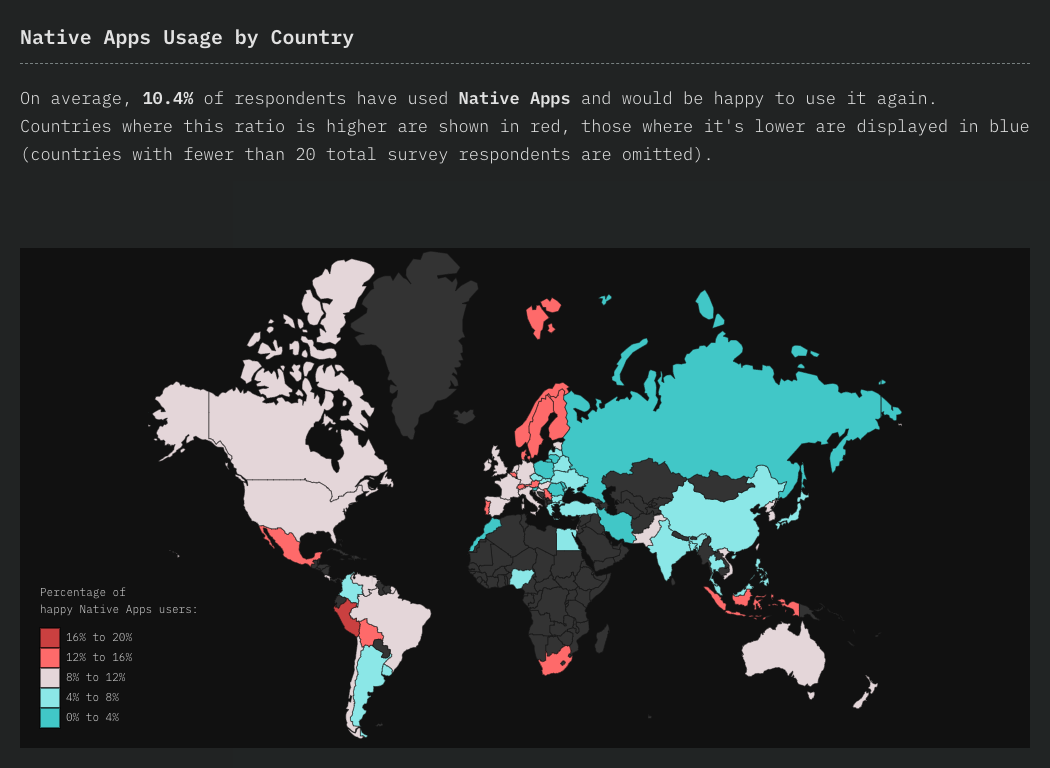 Native Apps Usage by Country
On average, 10.4% of respondents have used Native Apps and would be happy to use it again.
Countries where this ratio is higher are shown in red, those where it's lower are displayed in blue
(countries with fewer than 20 total survey respondents are omitted).
Percentage of
happy Native Apps users:
16% to 20%
12% to 16%
8% to 12%
4% to 8%
0% to 4%